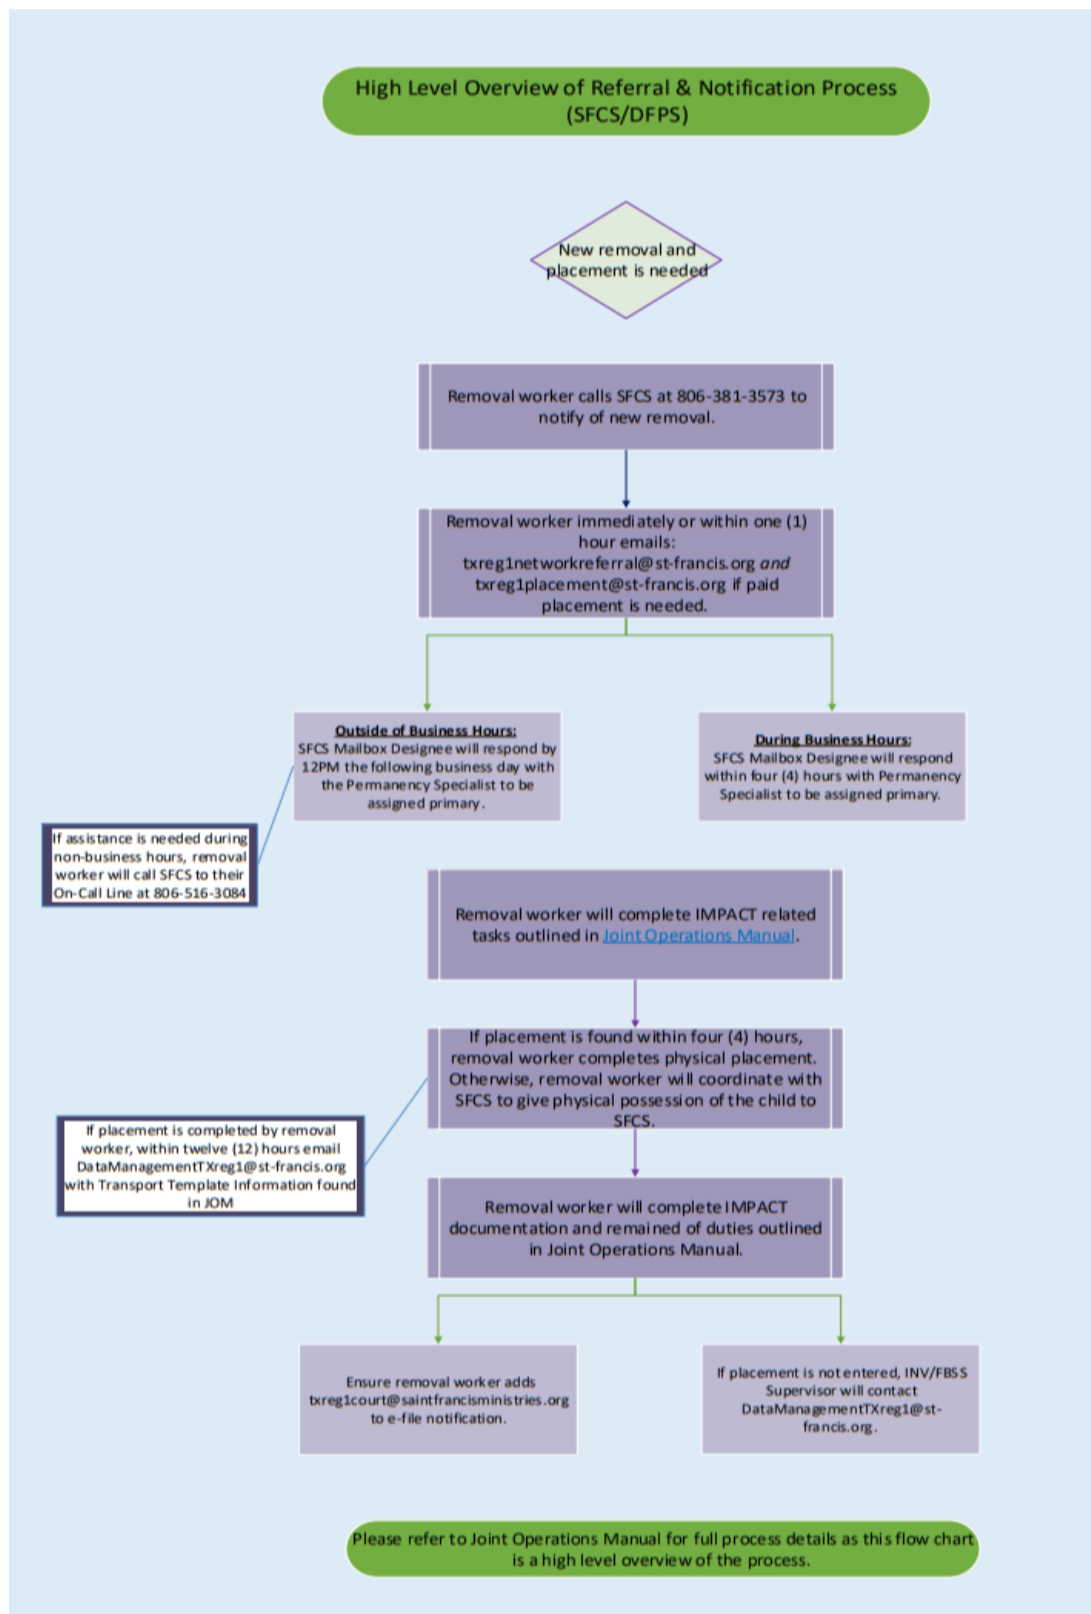 High Level Overview of Referral & Notification Process
(SFCS/DFPS)
New removal and
placement is needed
Removal worker calls SFCS at 806-381-3573 to
notify of new removal.
Removal worker immediately or within one (1)
hour emails:
txreg1networkreferral@st-francis.org and
txreg1placement@st-francis.org if paid
placement is needed.
Outside of Business Hours:
SFCS Mailbox Designee will respond by
12PM the following business day with
the Permanency Specialist to be
assigned primary.
During Business Hours:
SFCS Mailbox Designee will respond
within four (4) hours with Permanency
Specialist to be assigned primary.
If assistance is needed during
non-business hours, removal
worker will call SFCS to their
On-Call Line at 806-516-3084
Removal worker will complete IMPACT related
tasks outlined in Joint Operations Manual.
If placement is found within four (4) hours,
removal worker completes physical placement.
Otherwise, removal worker will coordinate with
SFCS to give physical possession of the child to
SFCS.
If placement is completed by removal
worker, within twelve (12) hours email
DataManagementTXreg1@st-francis.org
with Transport Template Information found
in JOM
Removal worker will complete IMPACT
documentation and remained of duties outlined
in Joint Operations Manual.
Ensure removal worker adds
txreg1court@saintfrancisministries.org
to e-file notification.
If placement is not entered, INV/FBSS
Supervisor will contact
DataManagementTXreg1@st-
francis.org.
Please refer to Joint Operations Manual for full process details as this flow chart
is a high level overview of the process.